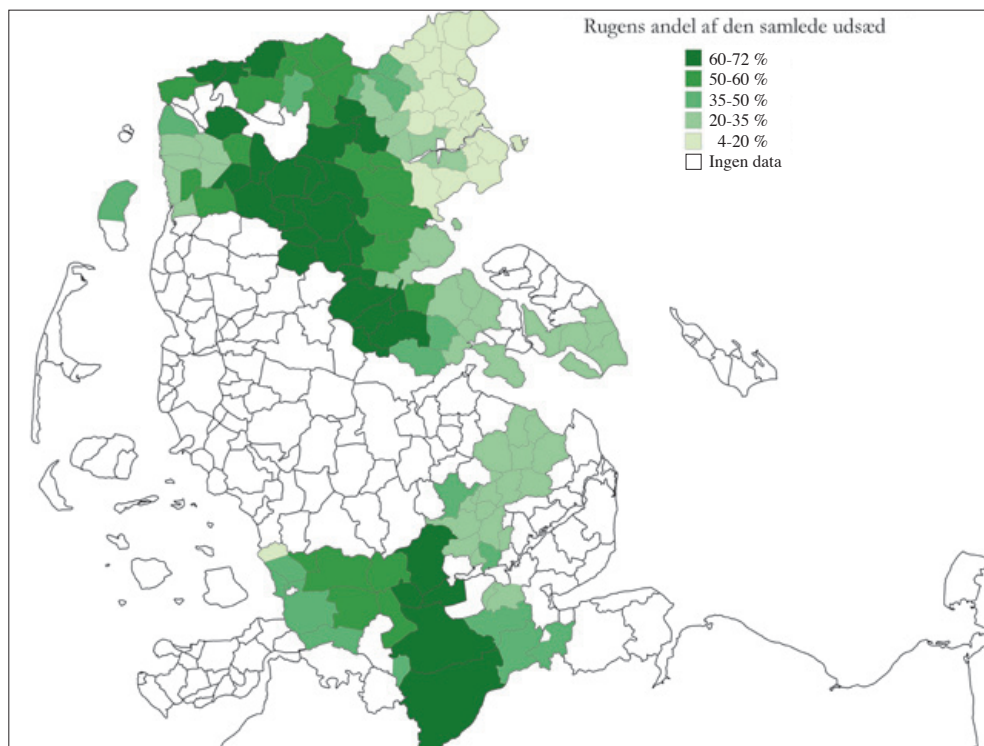 Rugens andel af den samlede udsæd
60-72 %
50-60 %
35-50 %
20-35 %
4-20 %
Ingen data